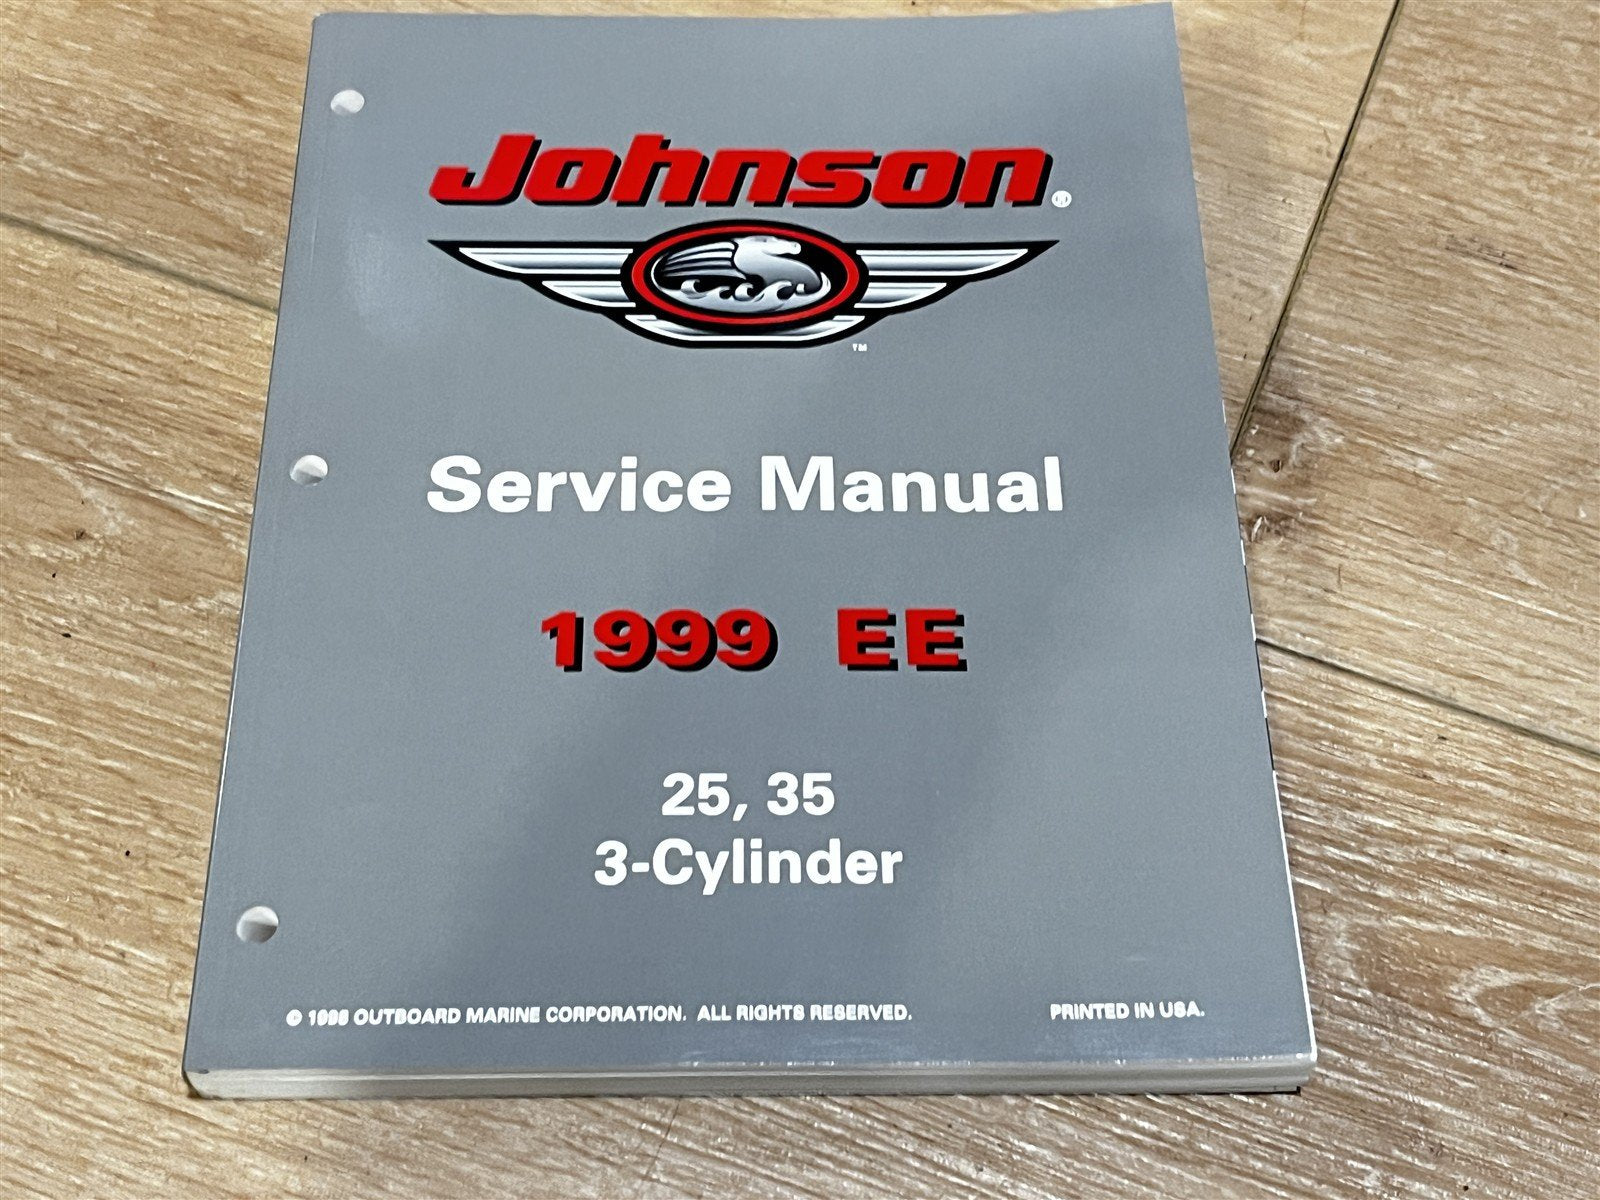 Johnson®
™
Service Manual
1999 EE
25, 35
3-Cylinder
© 1998 OUTBOARD MARINE CORPORATION. ALL RIGHTS RESERVED. PRINTED IN USA.